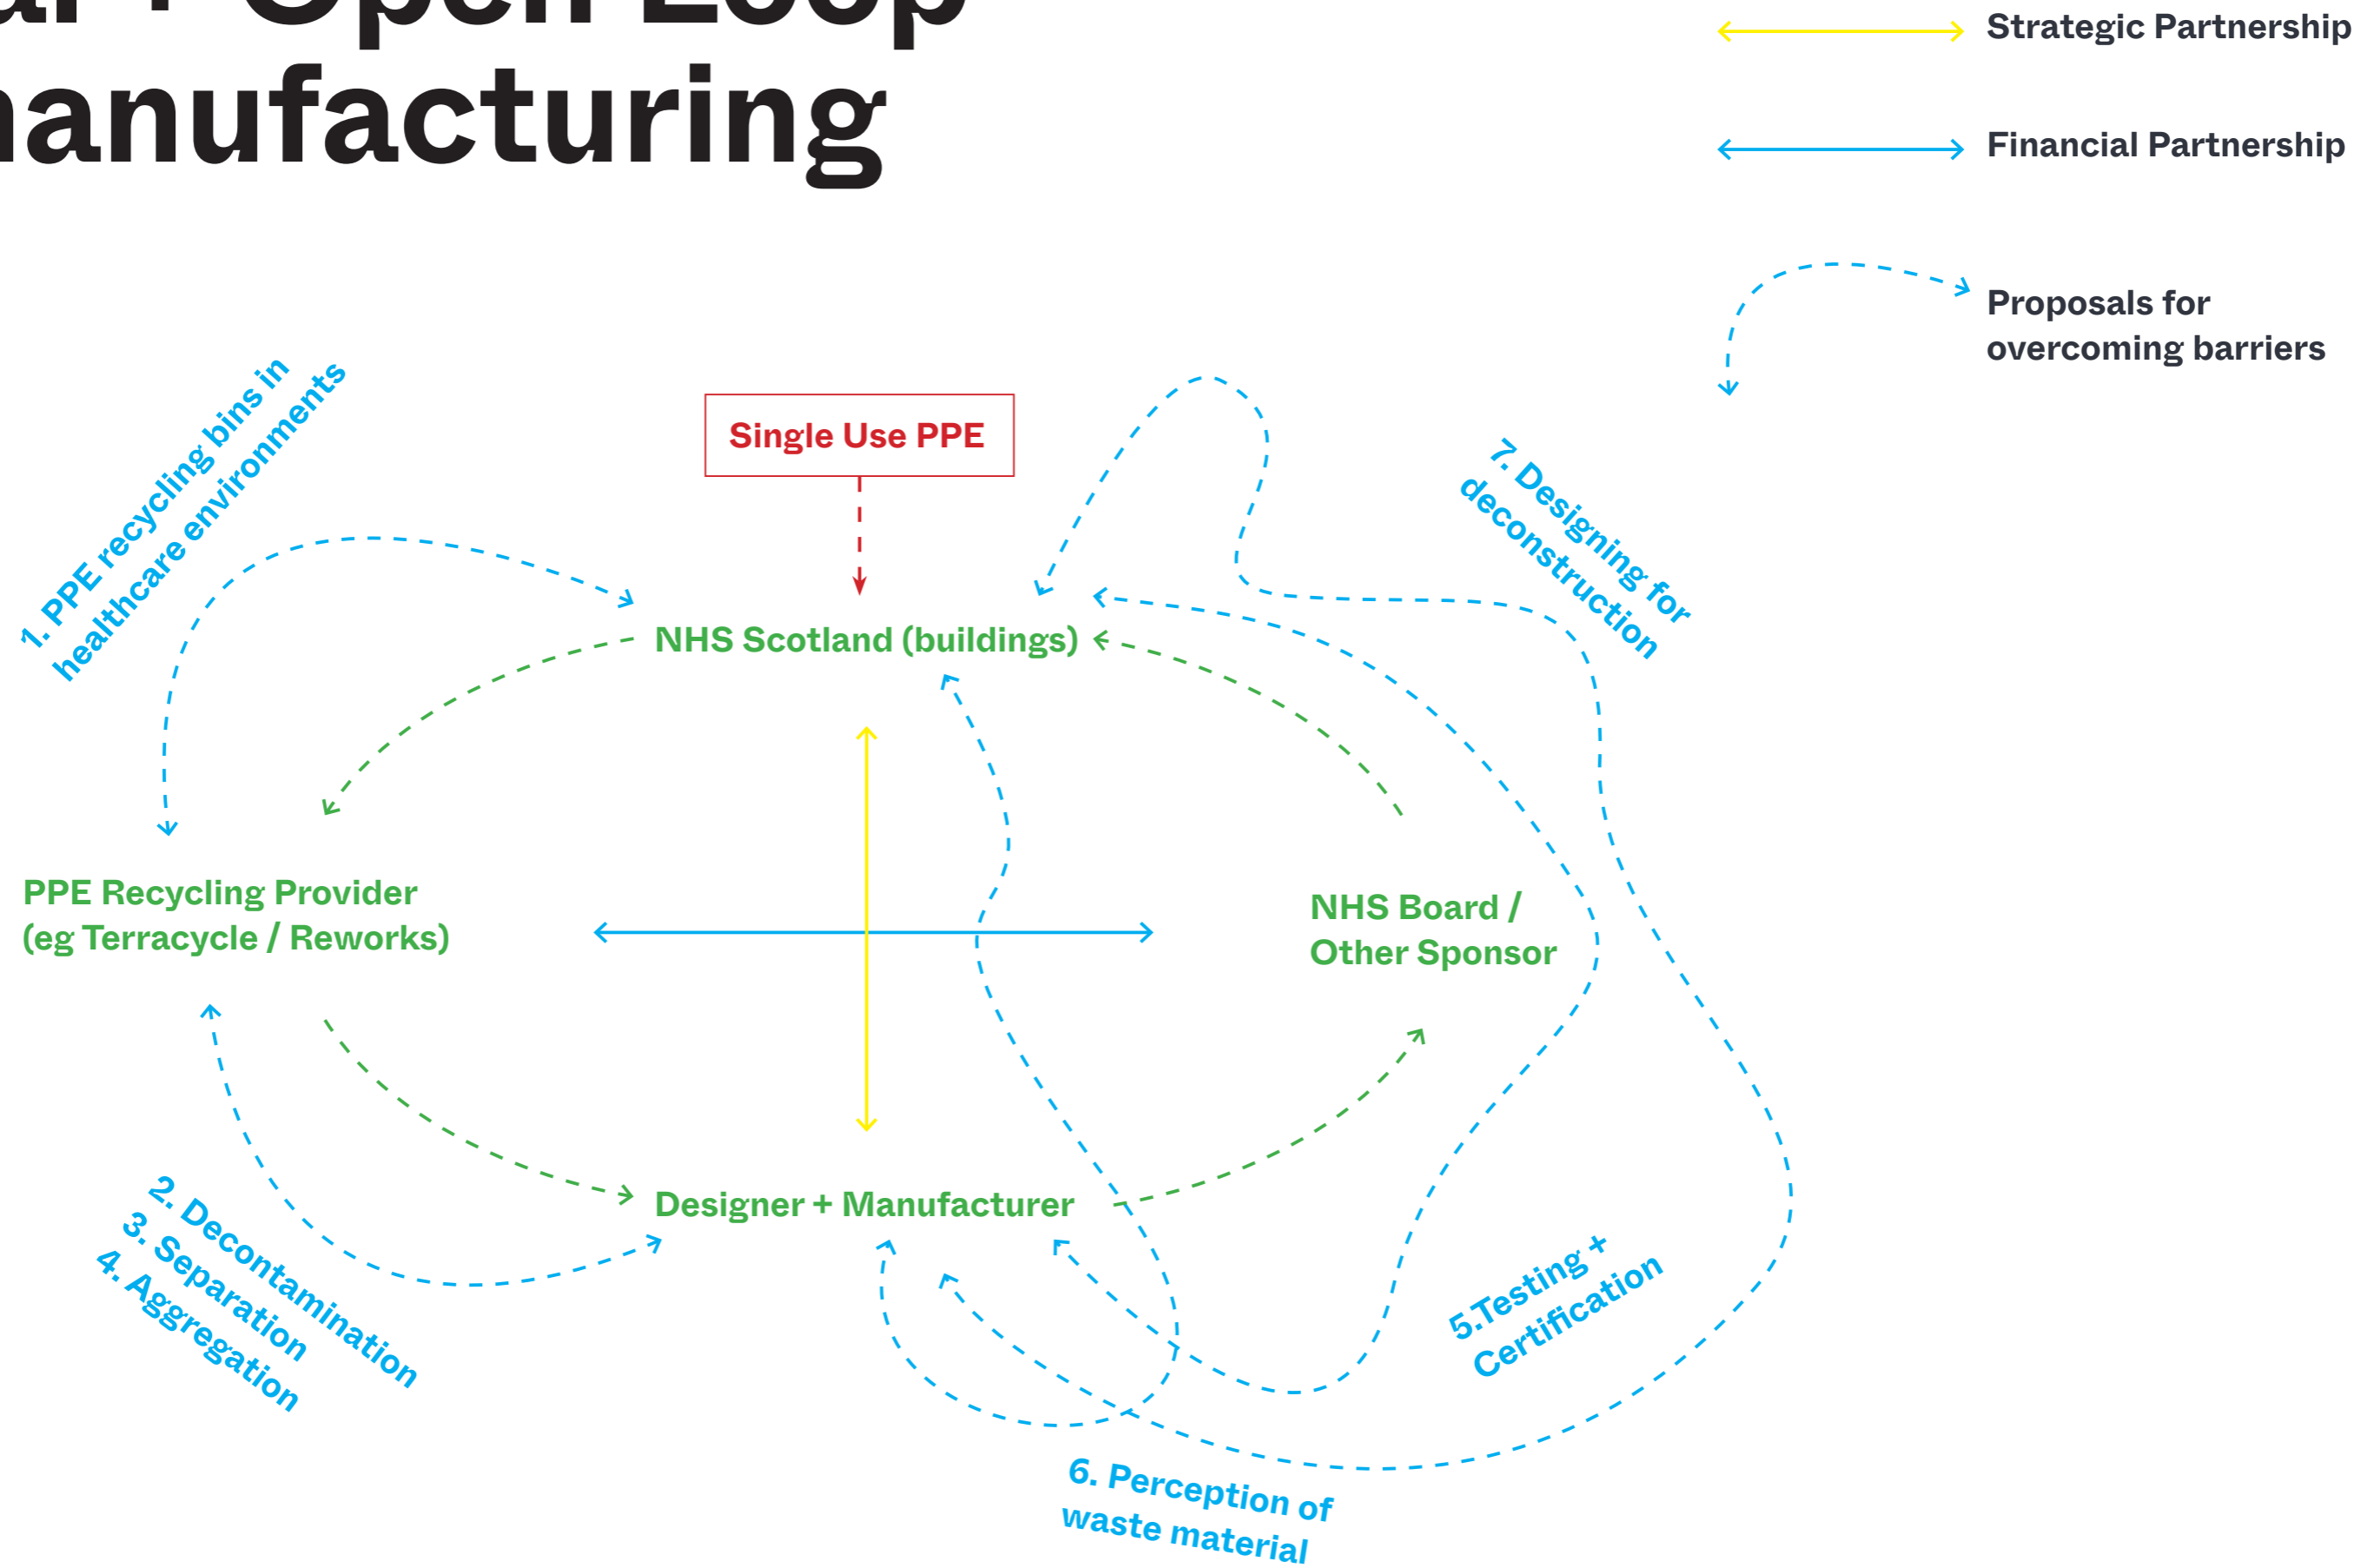 + Open Loop
Strategic Partnership
Financial Partnership
Proposals for
overcoming barriers
1. PPE recycling bins in
healthcare environments
Single Use PPE
7. Designing for
deconstruction
NHS Scotland (buildings)
PPE Recycling Provider
(eg Terracycle / Reworks)
NHS Board /
Other Sponsor
Designer + Manufacturer
2. Decontamination
3. Separation
4. Aggregation
5.Testing +
Certification
6. Perception of
waste material